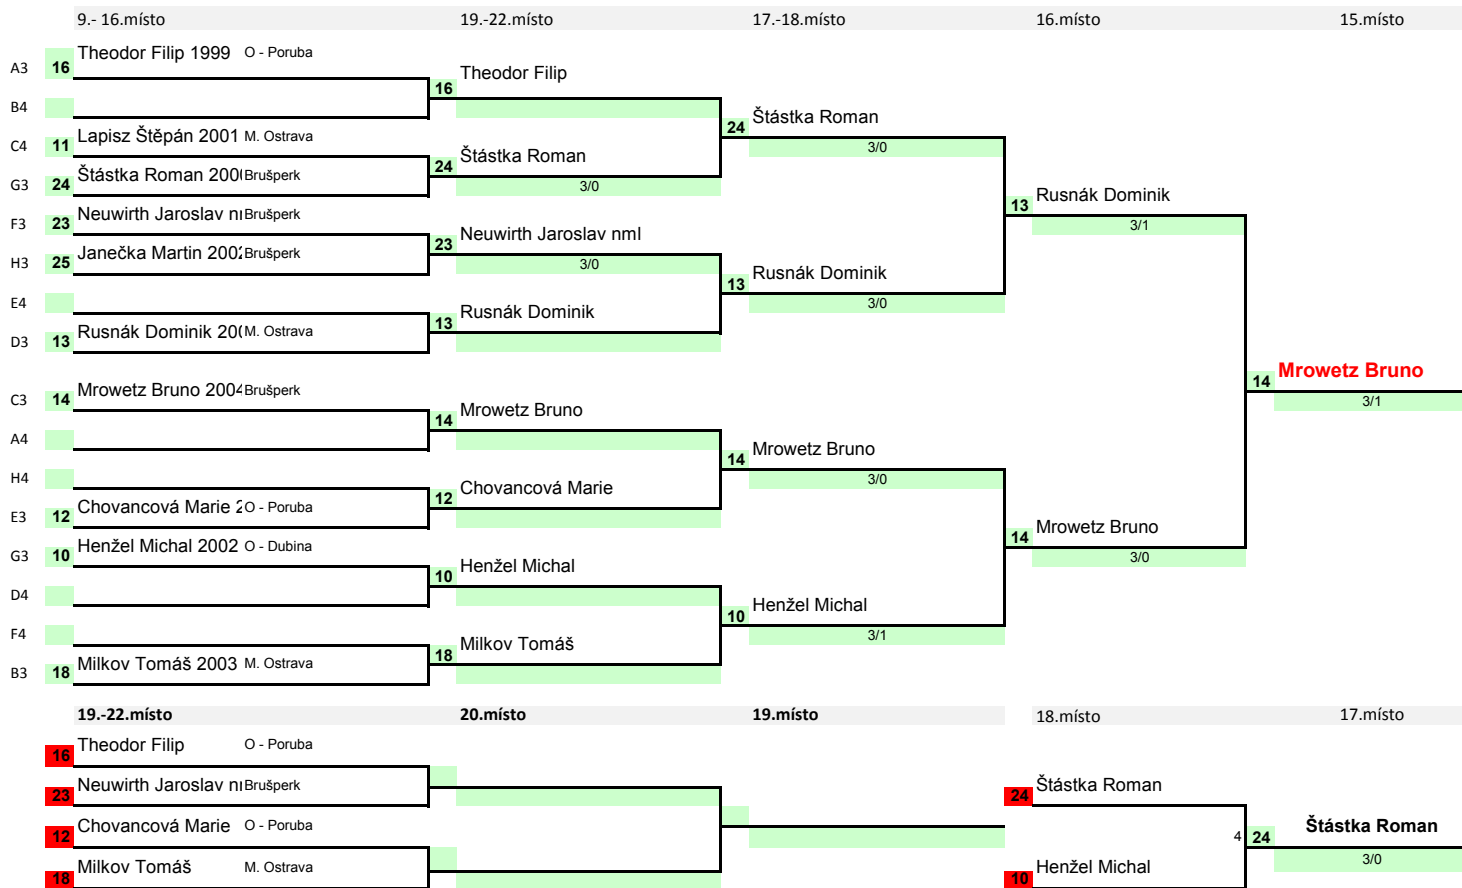 9.- 16.místo 19.-22.místo 17.-18.místo 16.místo 15.místo
A3 16 Theodor Filip 1999 O - Poruba
16 Theodor Filip
B4
24 Štástka Roman
3/0
C4 11 Lapisz Štěpán 2001 M. Ostrava
24 Štástka Roman
3/0
G3 24 Štástka Roman 200 Brušperk
13 Rusnák Dominik
3/1
F3 23 Neuwirth Jaroslav Brušperk
23 Neuwirth Jaroslav nml
3/0
H3 25 Janečka Martin 2002 Brušperk
13 Rusnák Dominik
3/0
E4
13 Rusnák Dominik
D3 13 Rusnák Dominik 20 M. Ostrava
14 Mrowetz Bruno
3/1
C3 14 Mrowetz Bruno 2004 Brušperk
14 Mrowetz Bruno
A4
14 Mrowetz Bruno
3/0
H4
12 Chovancová Marie
E3 12 Chovancová Marie 2 O - Poruba
14 Mrowetz Bruno
3/0
G3 10 Henžel Michal 2002 O - Dubina
10 Henžel Michal
D4
10 Henžel Michal
3/1
F4
18 Milkov Tomáš
B3 18 Milkov Tomáš 2003 M. Ostrava
19.-22.místo 20.místo 19.místo 18.místo 17.místo
16 Theodor Filip O - Poruba
23 Neuwirth Jaroslav Brušperk
24 Štástka Roman
12 Chovancová Marie O - Poruba
4 24 Štástka Roman
3/0
18 Milkov Tomáš M. Ostrava
10 Henžel Michal